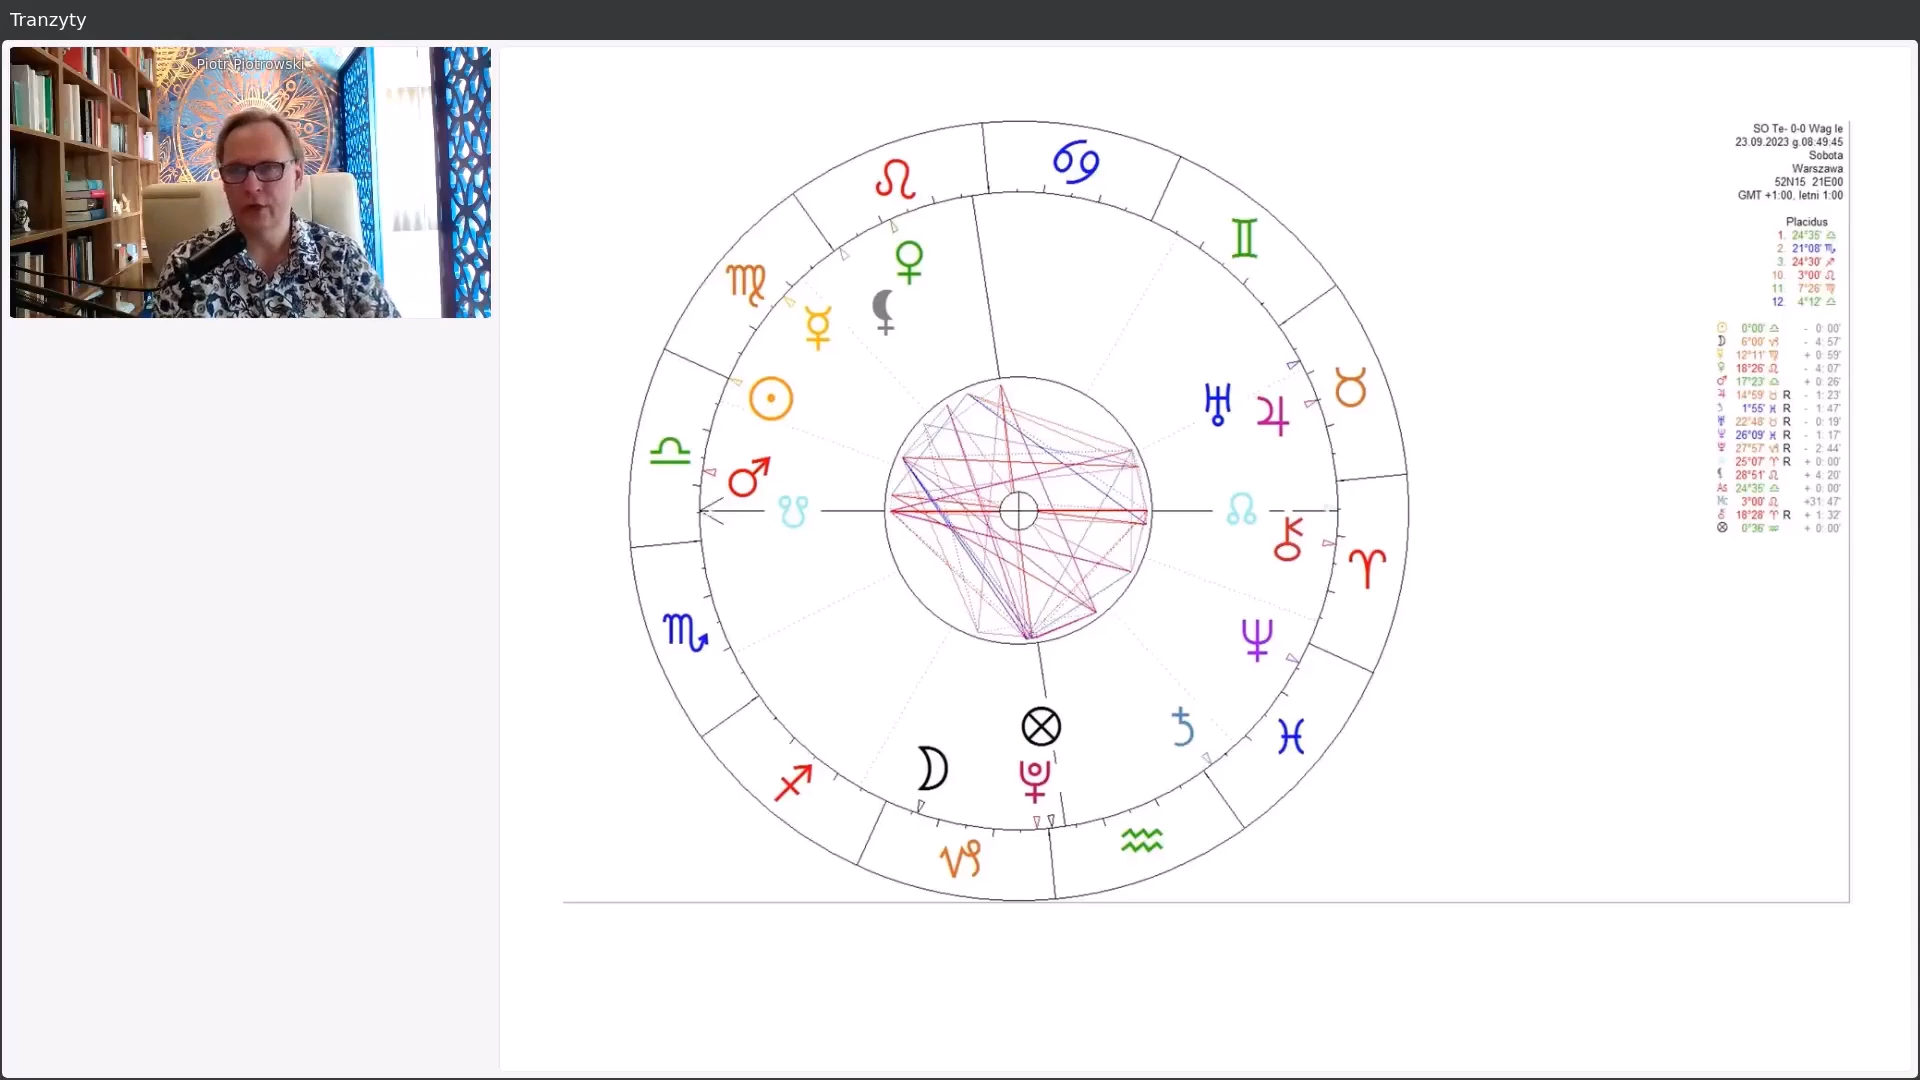 Tranzyty
Piotr Piotrowski
SO Te- 0-0 Wag le
23.09.2023 g.08:49:45
Sobota
Warszawa
52N15 21E00
GMT +1:00, letni 1:00
Placidus
1. 24°35' ♎
2. 21°08' ♏
3. 24°30' ♐
10. 3°00' ♌
11. 7°26' ♍
12. 4°12' ♎
☉ 0°00' ♎ - 0: 00'
☽ 6°00' ♑ - 4: 57'
☿ 12°11' ♍ + 0: 59'
♀ 18°26' ♌ - 4: 07'
♂ 17°23' ♎ + 0: 26'
♃ 14°59' ♉ R - 1: 23'
♄ 1°55' ♓ R - 1: 47'
♅ 22°48' ♉ R - 0: 19'
♆ 26°09' ♓ R - 1: 17'
♇ 27°57' ♑ R - 2: 44'
25°07' ♈ R + 0: 00'
⚸ 28°51' ♌ + 4: 20'
As 24°35' ♎ + 0: 00'
Mc 3°00' ♌ +31: 47'
⚷ 18°28' ♈ R + 1: 32'
⊗ 0°36' ♒ + 0: 00'